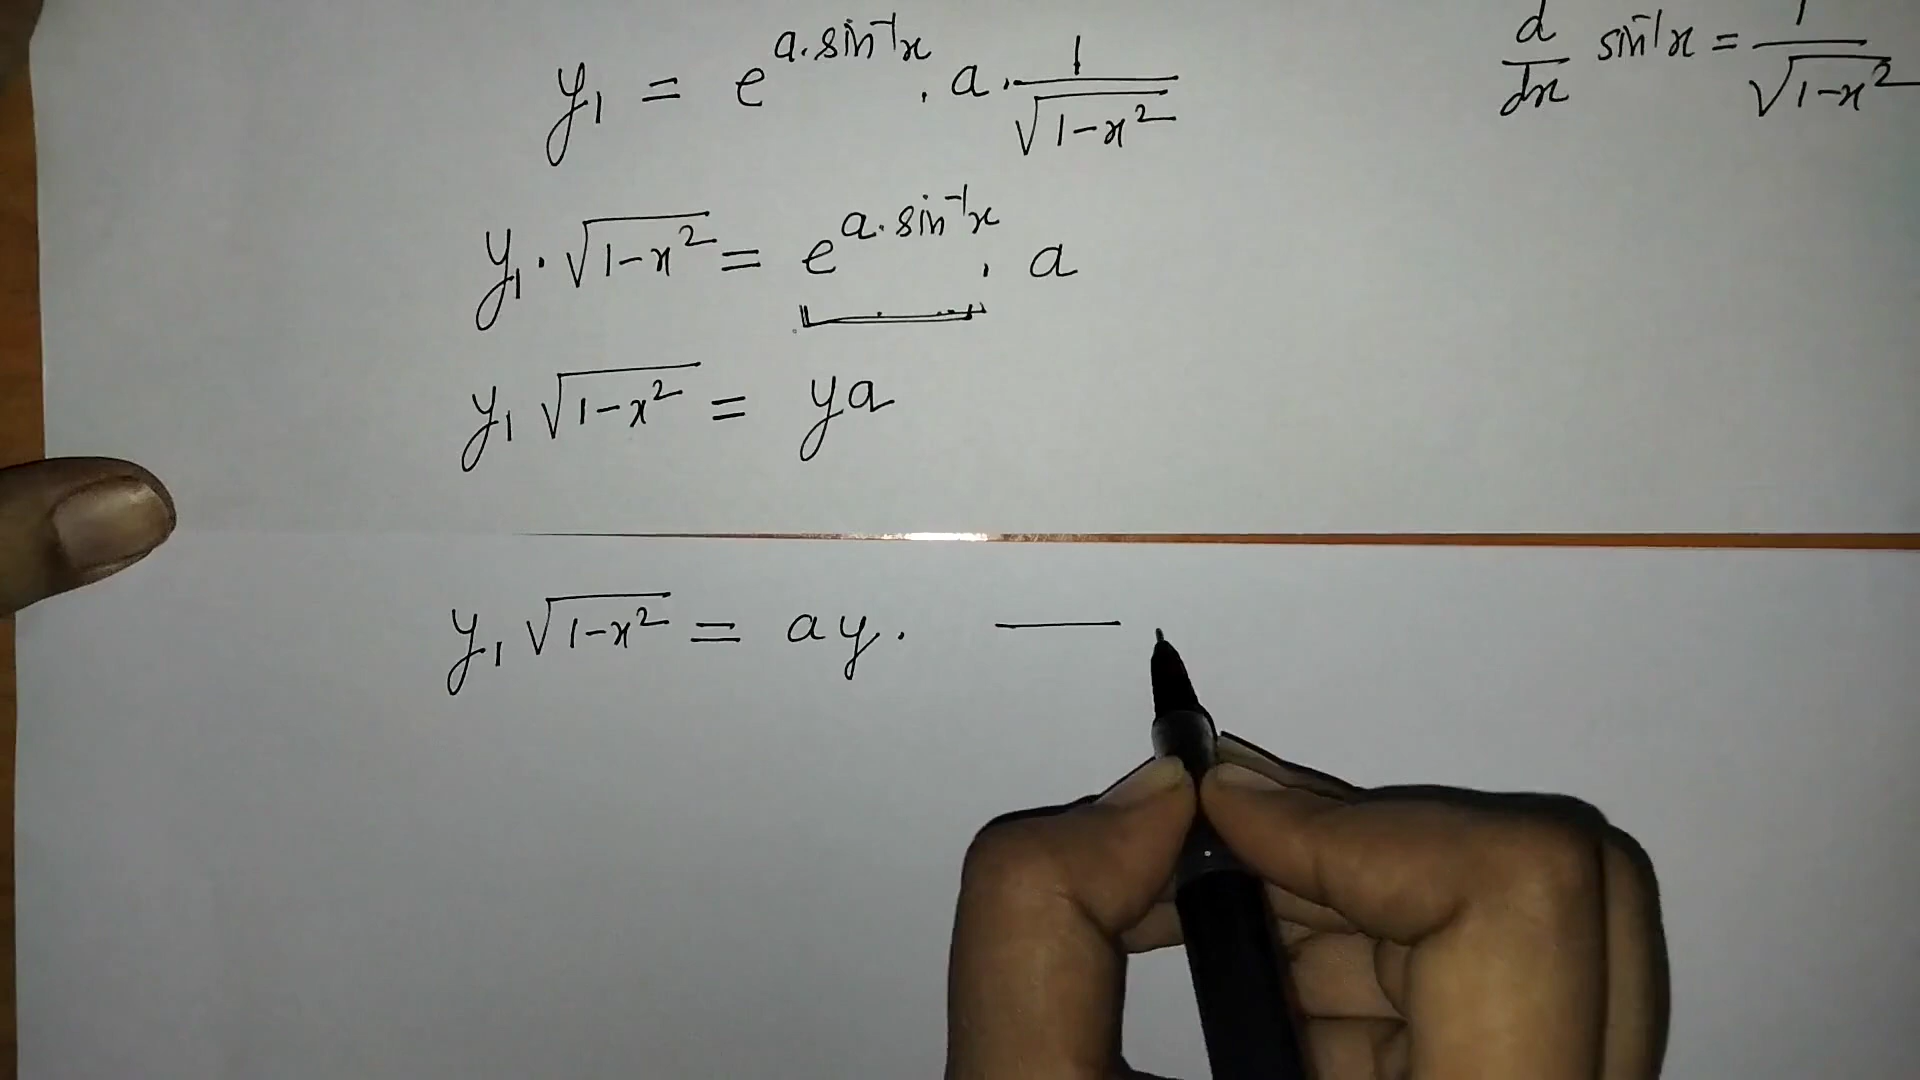 y₁ = e^{a.sin⁻¹x} . a . 1/√(1-x²)
d/dx sin⁻¹x = 1/√(1-x²)
y₁ . √(1-x²) = e^{a.sin⁻¹x} . a
y₁ √(1-x²) = ya
y₁ √(1-x²) = ay. —